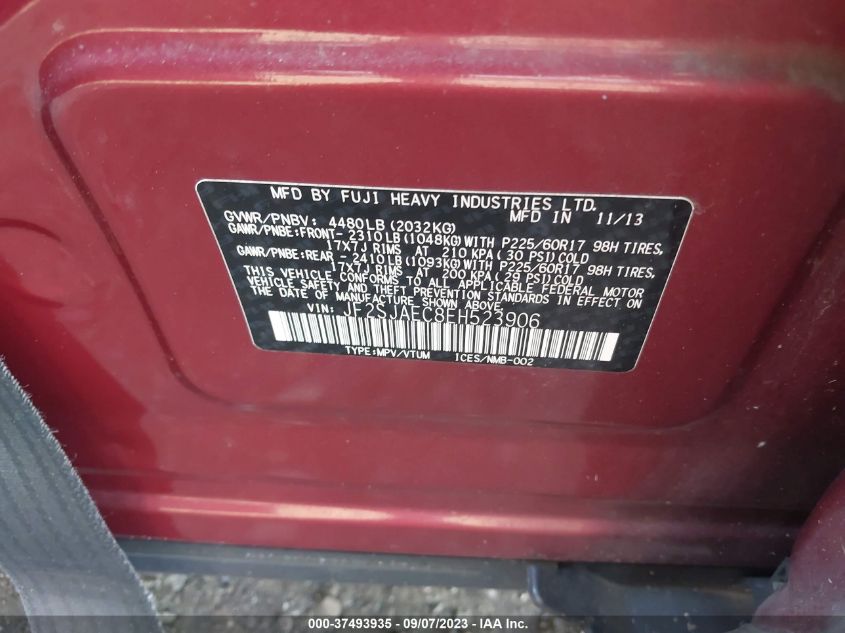 MFD BY FUJI HEAVY INDUSTRIES LTD.
MFD IN 11/13
GVWR/PNBV: 4480LB(2032KG)
GAWR/PNBE:FRONT- 2310LB(1048KG)WITH P225/60R17 98H TIRES,
17X7J RIMS AT 210 KPA(30 PSI)COLD
GAWR/PNBE:REAR - 2410LB(1093KG)WITH P225/60R17 98H TIRES,
17X7J RIMS AT 200 KPA(29 PSI)COLD
THIS VEHICLE CONFORMS TO ALL APPLICABLE FEDERAL MOTOR
VEHICLE SAFETY AND THEFT PREVENTION STANDARDS IN EFFECT
ON THE DATE OF MANUFACTURE SHOWN ABOVE.
VIN: JF2SJAEC8EH523906
TYPE:MPV/VTUM ICES/NMB-002
000-37493935 - 09/07/2023 - © IAA, Inc.